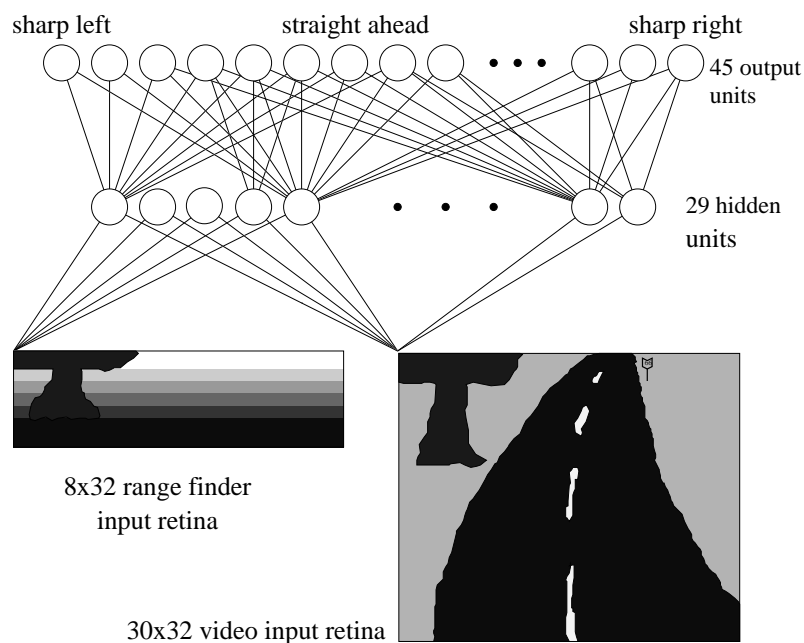 sharp left
straight ahead
sharp right
45 output
units
29 hidden
units
8x32 range finder
input retina
30x32 video input retina